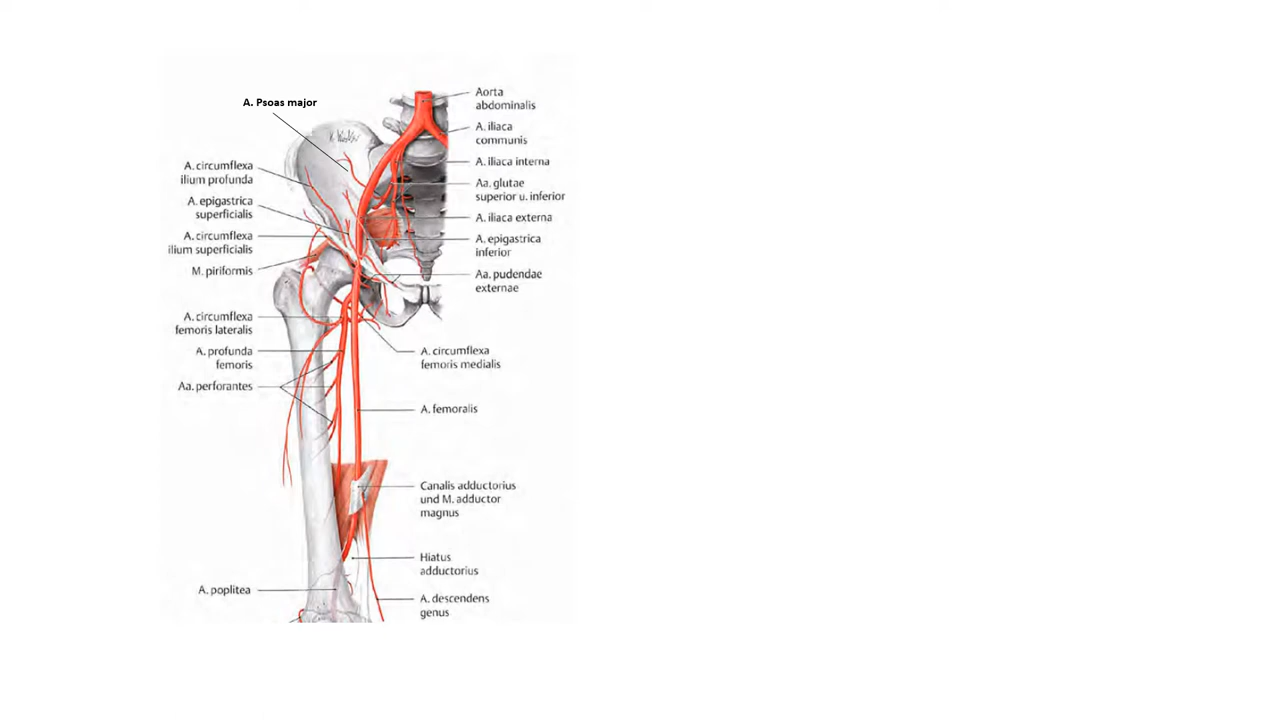 A. Psoas major
A. circumflexa
ilium profunda
A. epigastrica
superficialis
A. circumflexa
ilium superficialis
M. piriformis
A. circumflexa
femoris lateralis
A. profunda
femoris
Aa. perforantes
A. poplitea
Aorta
abdominalis
A. iliaca
communis
A. iliaca interna
Aa. glutae
superior u. inferior
A. iliaca externa
A. epigastrica
inferior
Aa. pudendae
externae
A. circumflexa
femoris medialis
A. femoralis
Canalis adductorius
und M. adductor
magnus
Hiatus
adductorius
A. descendens
genus